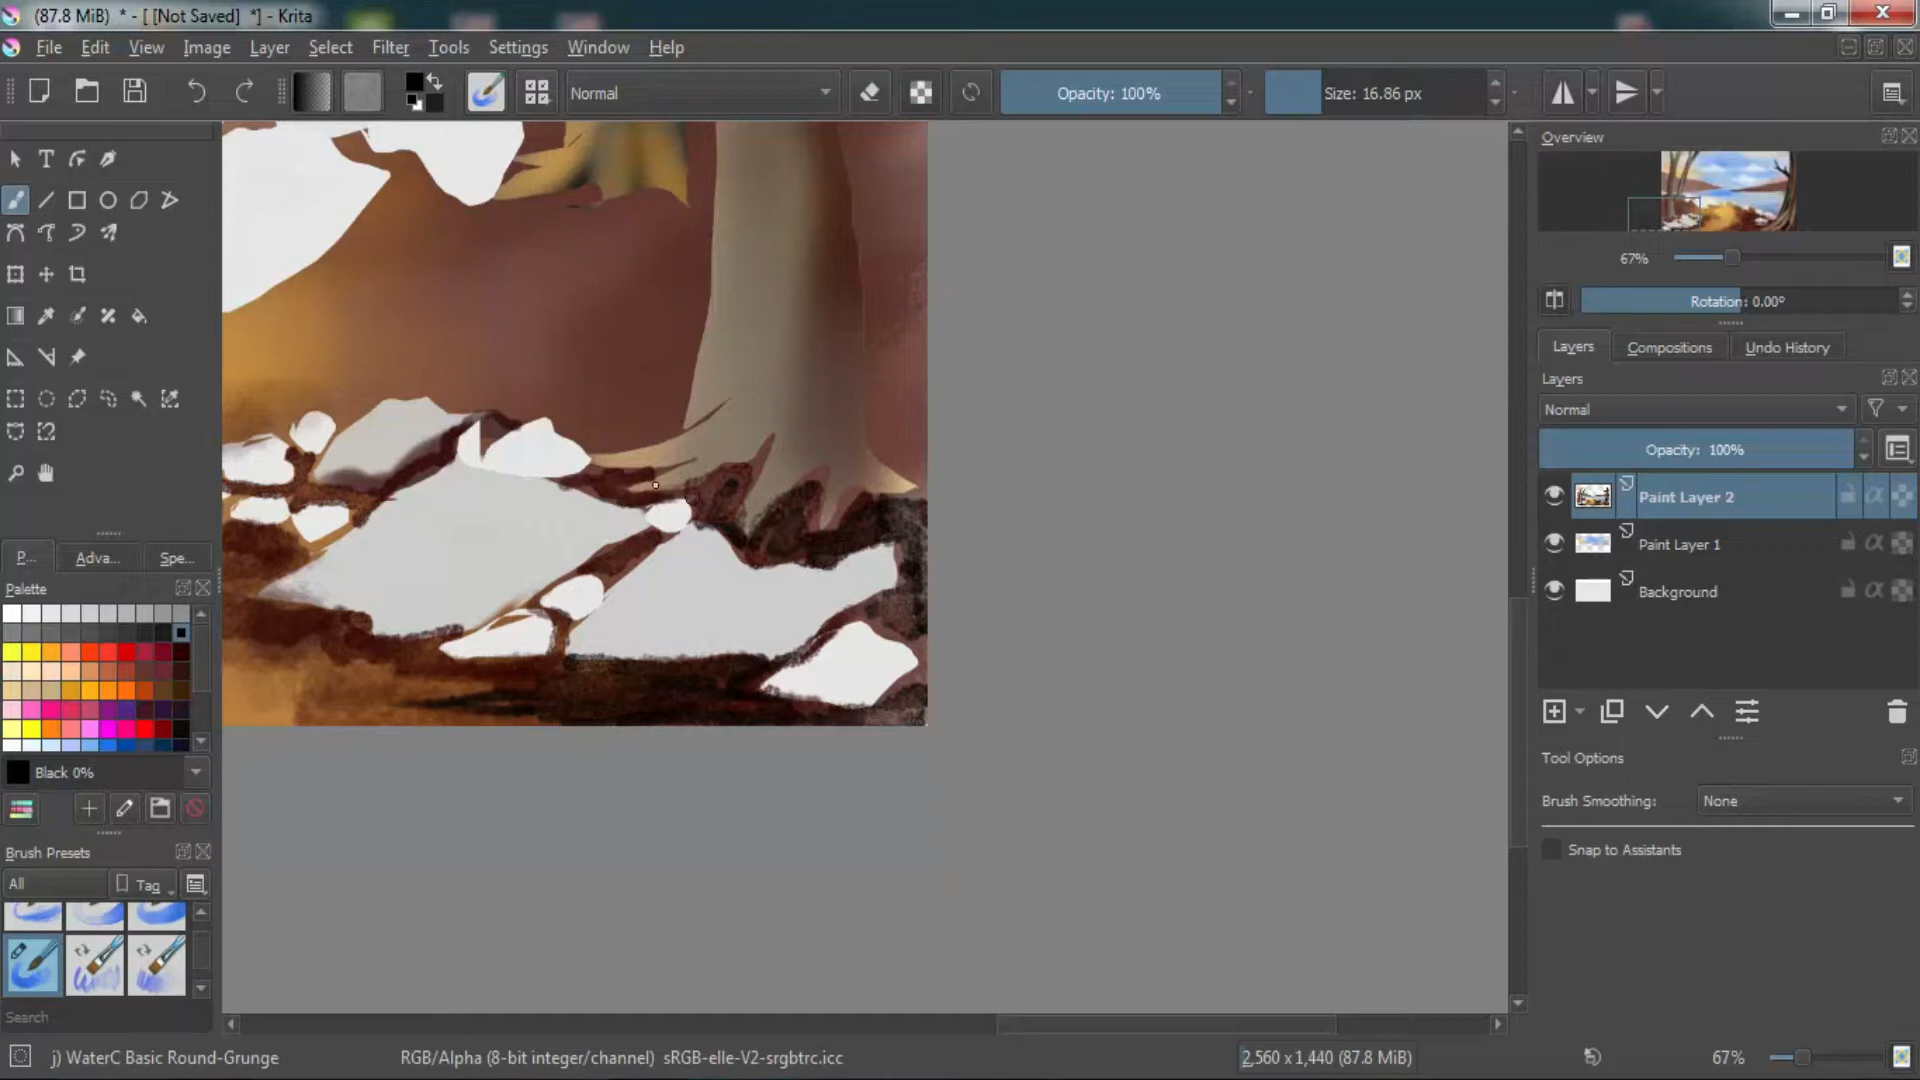 (87.8 MiB)  * - [ [Not Saved]  *] - Krita
File Edit View Image Layer Select Filter Tools Settings Window Help
Normal
Opacity: 100%
Size: 16.86 px
Overview
67%
Rotation: 0.00°
Layers Compositions Undo History
Layers
Normal
Opacity: 100%
Paint Layer 2
Paint Layer 1
Background
Tool Options
Brush Smoothing: None
Snap to Assistants
P... Adva... Spe...
Palette
Black 0%
Brush Presets
All Tag
Search
j) WaterC Basic Round-Grunge
RGB/Alpha (8-bit integer/channel)  sRGB-elle-V2-srgbtrc.icc
2,560 x 1,440 (87.8 MiB)
67%